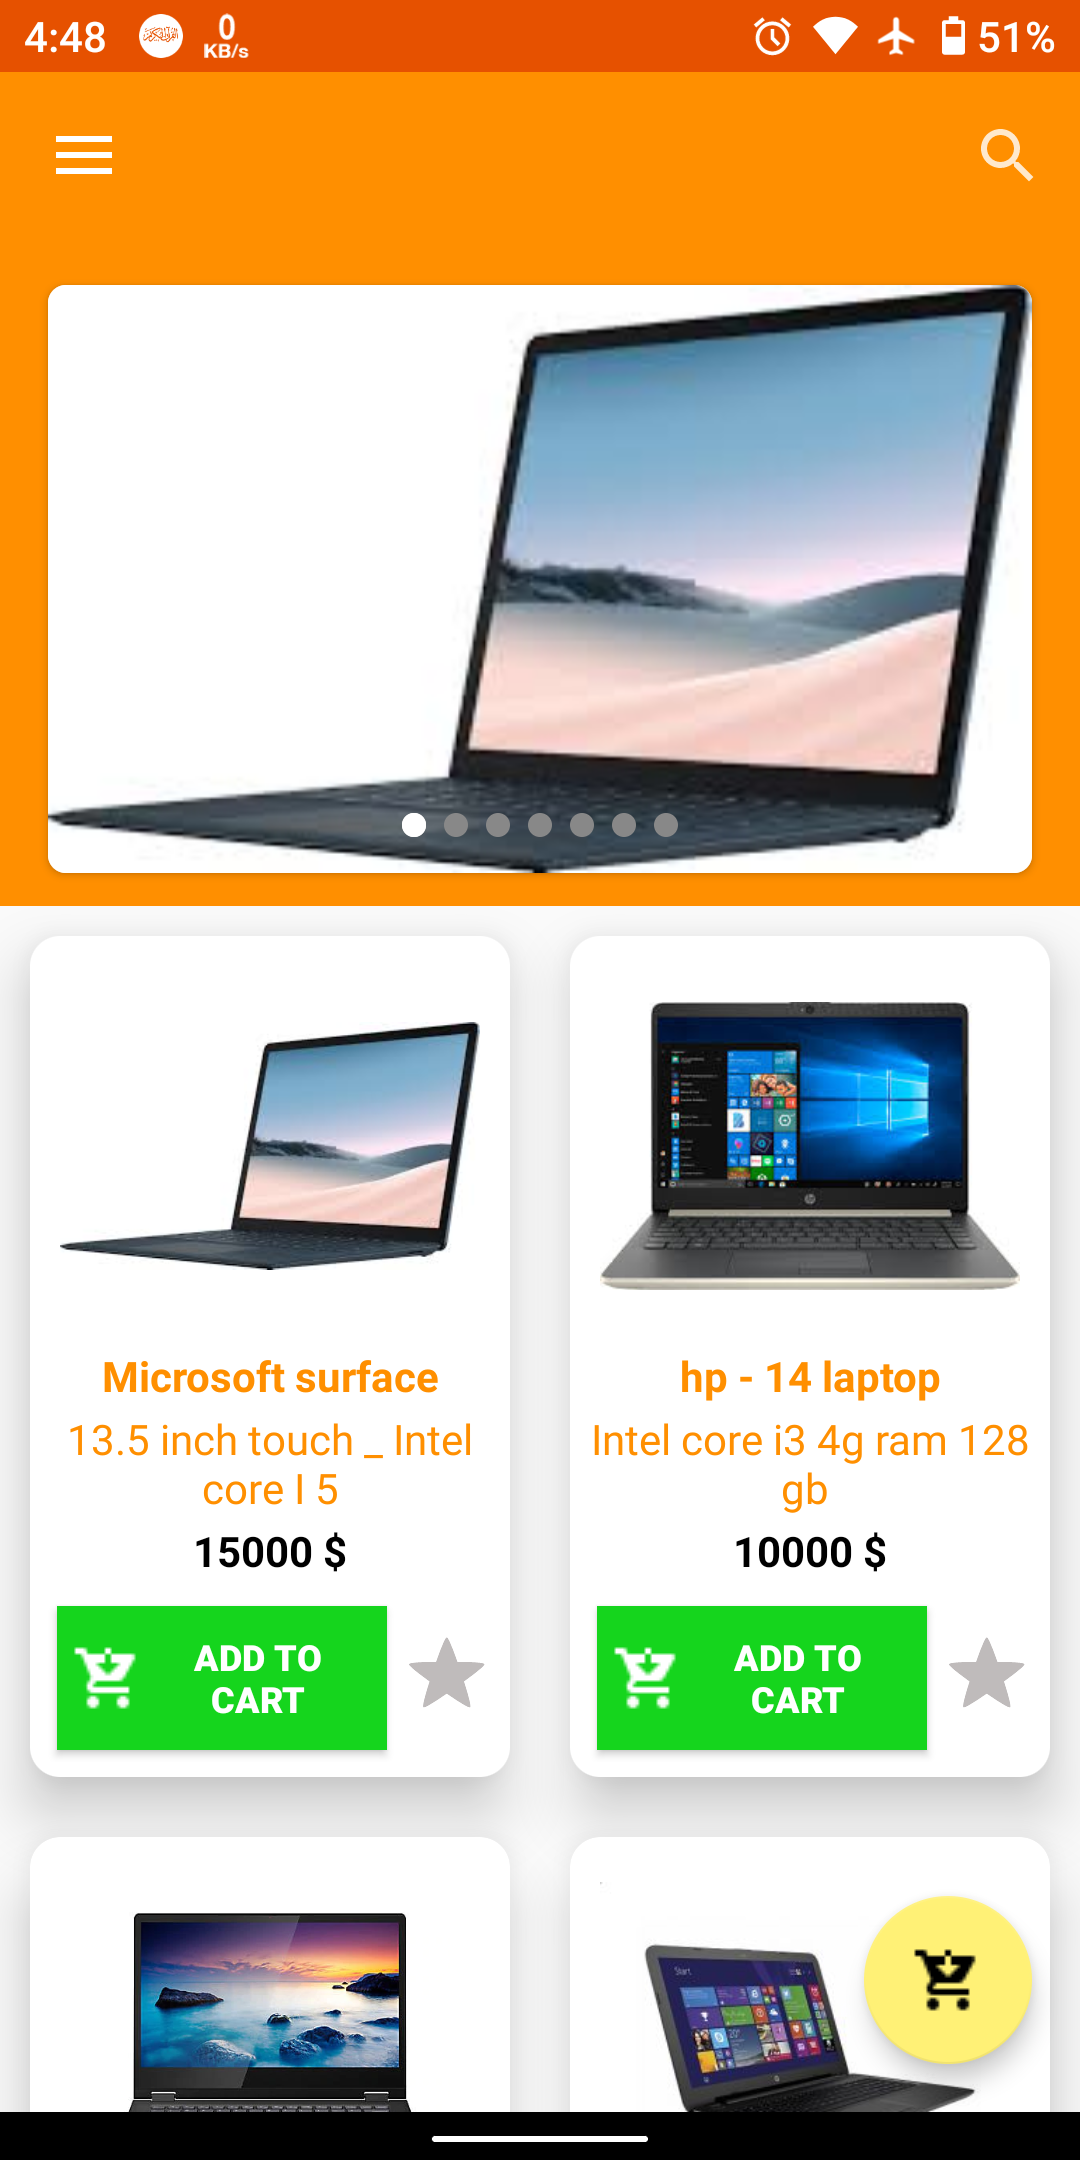 4:48
0
KB/s
51%
Microsoft surface
13.5 inch touch _ Intel
core I 5
15000 $
ADD TO
CART
hp - 14 laptop
Intel core i3 4g ram 128
gb
10000 $
ADD TO
CART
Start